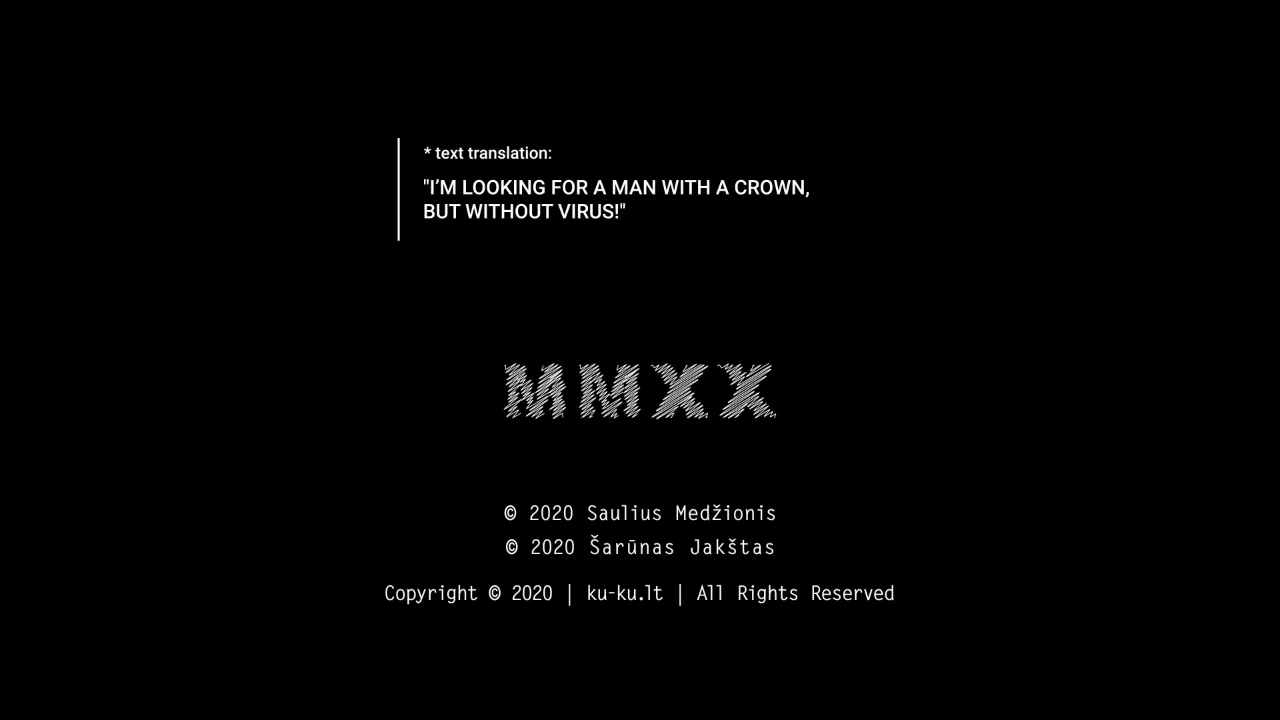 * text translation:
"I’M LOOKING FOR A MAN WITH A CROWN,
BUT WITHOUT VIRUS!"
MMXX
© 2020 Saulius Medžionis
© 2020 Šarūnas Jakštas
Copyright © 2020 | ku-ku.lt | All Rights Reserved